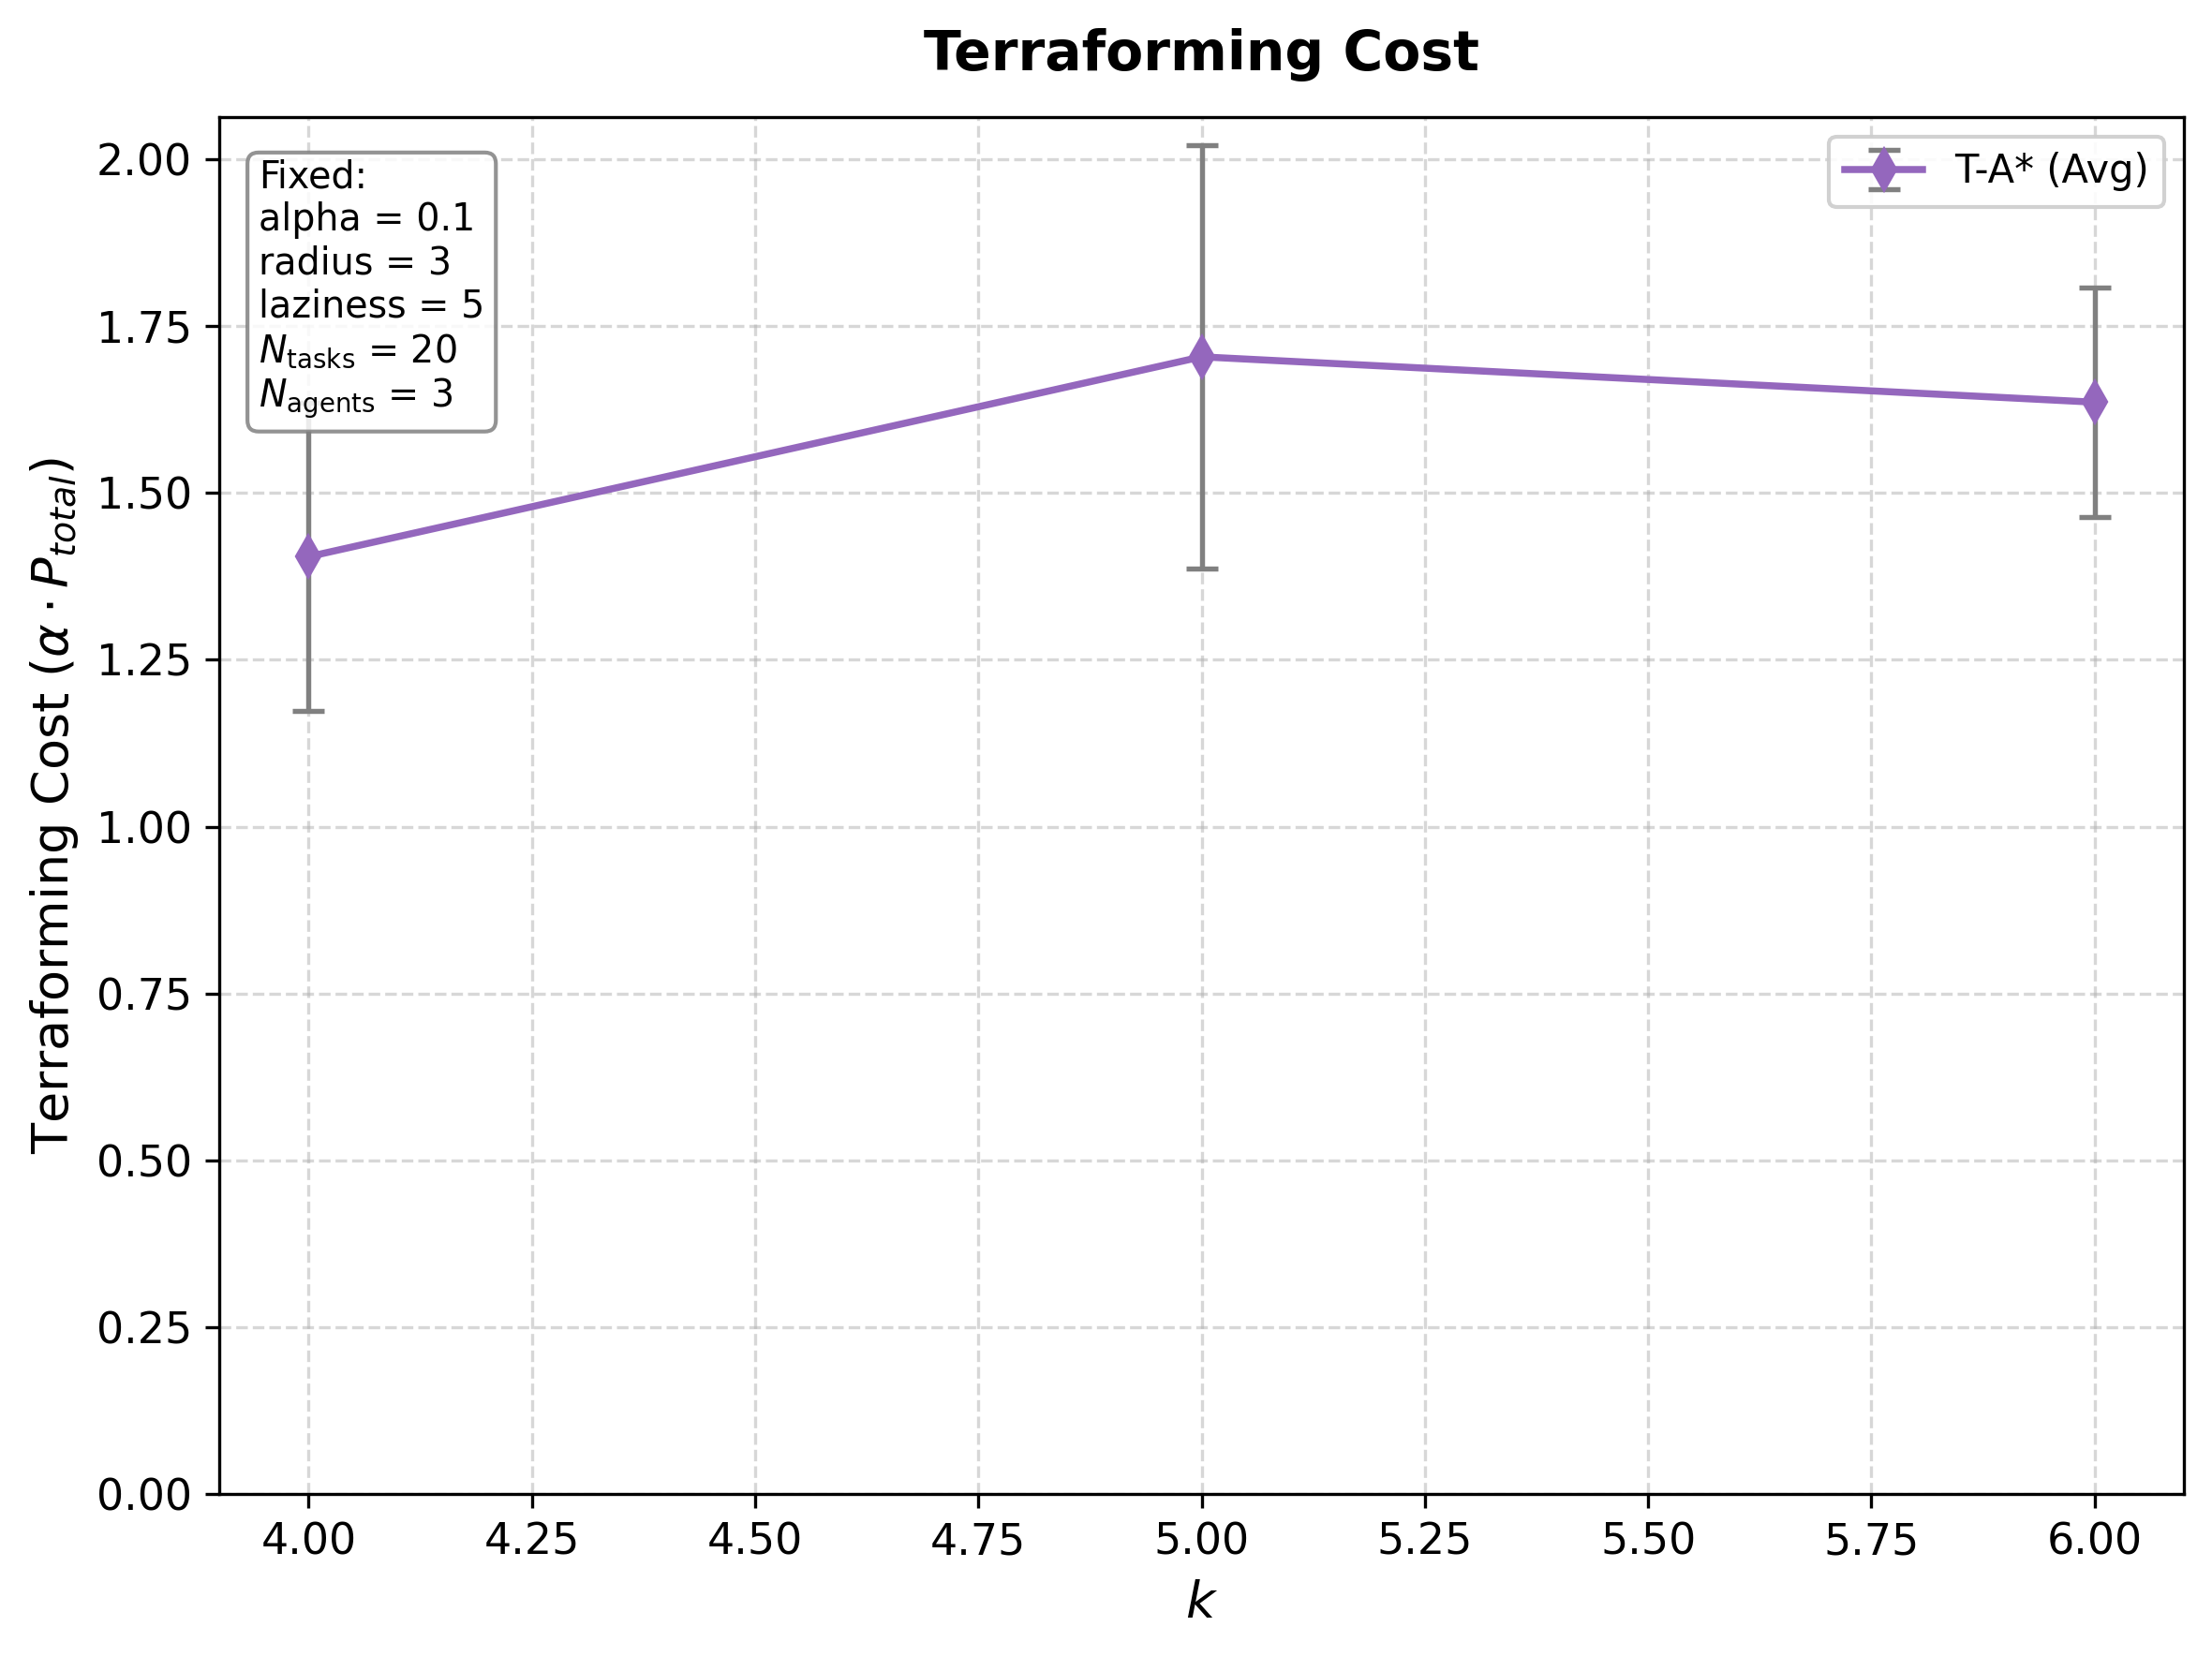 Terraforming Cost
Fixed:
alpha = 0.1
radius = 3
laziness = 5
N_tasks = 20
N_agents = 3
T-A* (Avg)
Terraforming Cost (α · P_total)
2.00
1.75
1.50
1.25
1.00
0.75
0.50
0.25
0.00
4.00 4.25 4.50 4.75 5.00 5.25 5.50 5.75 6.00
k